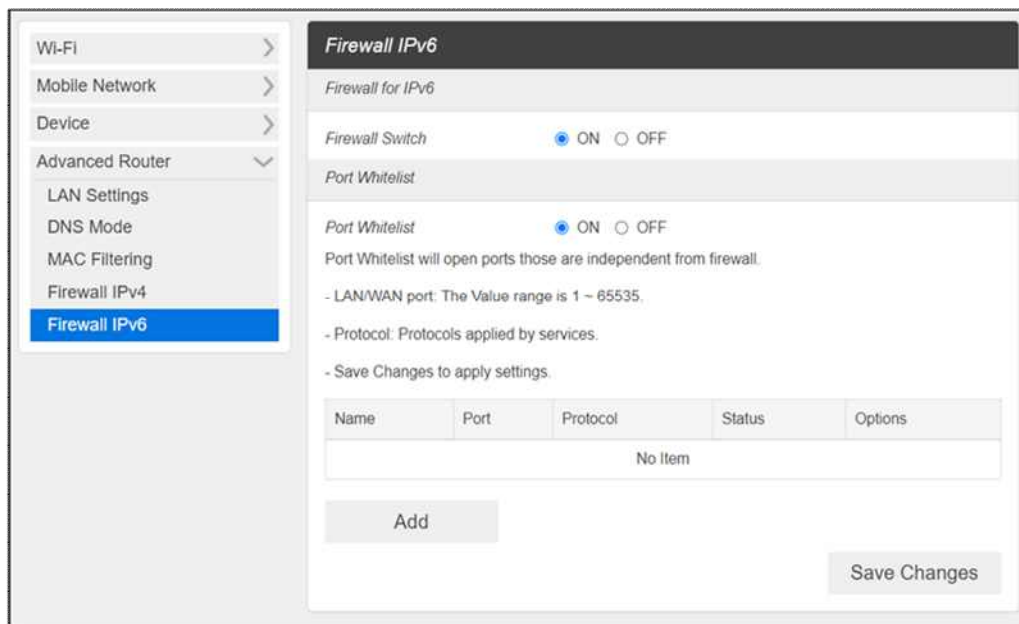 Wi-Fi
Mobile Network
Device
Advanced Router
LAN Settings
DNS Mode
MAC Filtering
Firewall IPv4
Firewall IPv6
Firewall IPv6
Firewall for IPv6
Firewall Switch ON OFF
Port Whitelist
Port Whitelist ON OFF
Port Whitelist will open ports those are independent from firewall.
- LAN/WAN port: The Value range is 1 ~ 65535.
- Protocol: Protocols applied by services.
- Save Changes to apply settings.
Name Port Protocol Status Options
No Item
Add
Save Changes